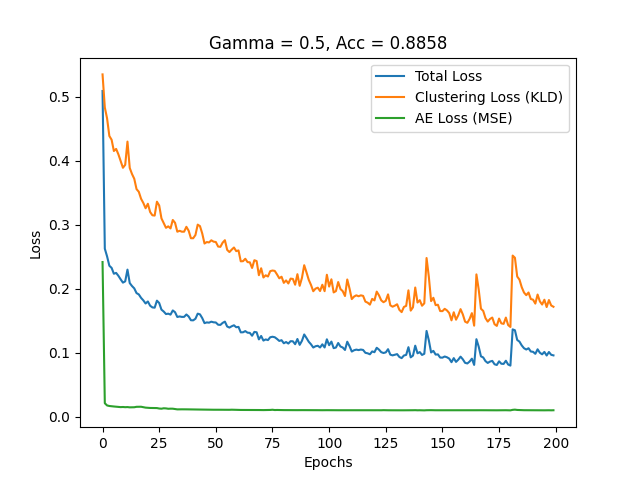 Gamma = 0.5, Acc = 0.8858
Total Loss
Clustering Loss (KLD)
AE Loss (MSE)
Loss
0.5
0.4
0.3
0.2
0.1
0.0
0 25 50 75 100 125 150 175 200
Epochs